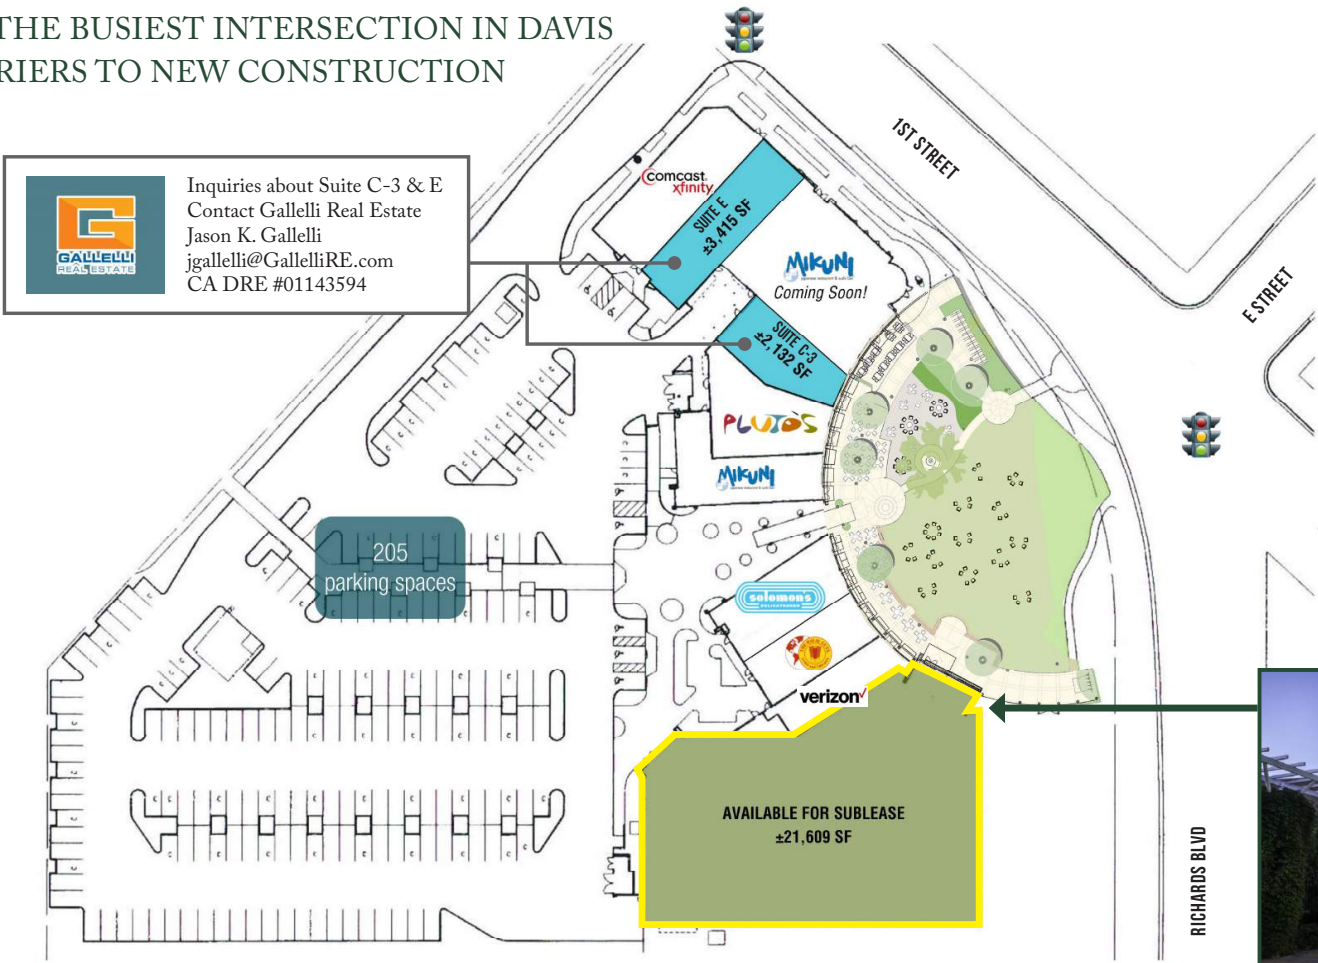 THE BUSIEST INTERSECTION IN DAVIS
RIERS TO NEW CONSTRUCTION
GALLELLI
REAL ESTATE
Inquiries about Suite C-3 & E
Contact Gallelli Real Estate
Jason K. Gallelli
jgallelli@GallelliRE.com
CA DRE #01143594
1ST STREET
E STREET
comcast
xfinity
SUITE E
±3,415 SF
MIKUNI
Coming Soon!
SUITE C-3
±2,132 SF
PLUTO'S
MIKUNI
205
parking spaces
solomon's
DELICATESSEN
verizon
AVAILABLE FOR SUBLEASE
±21,609 SF
RICHARDS BLVD